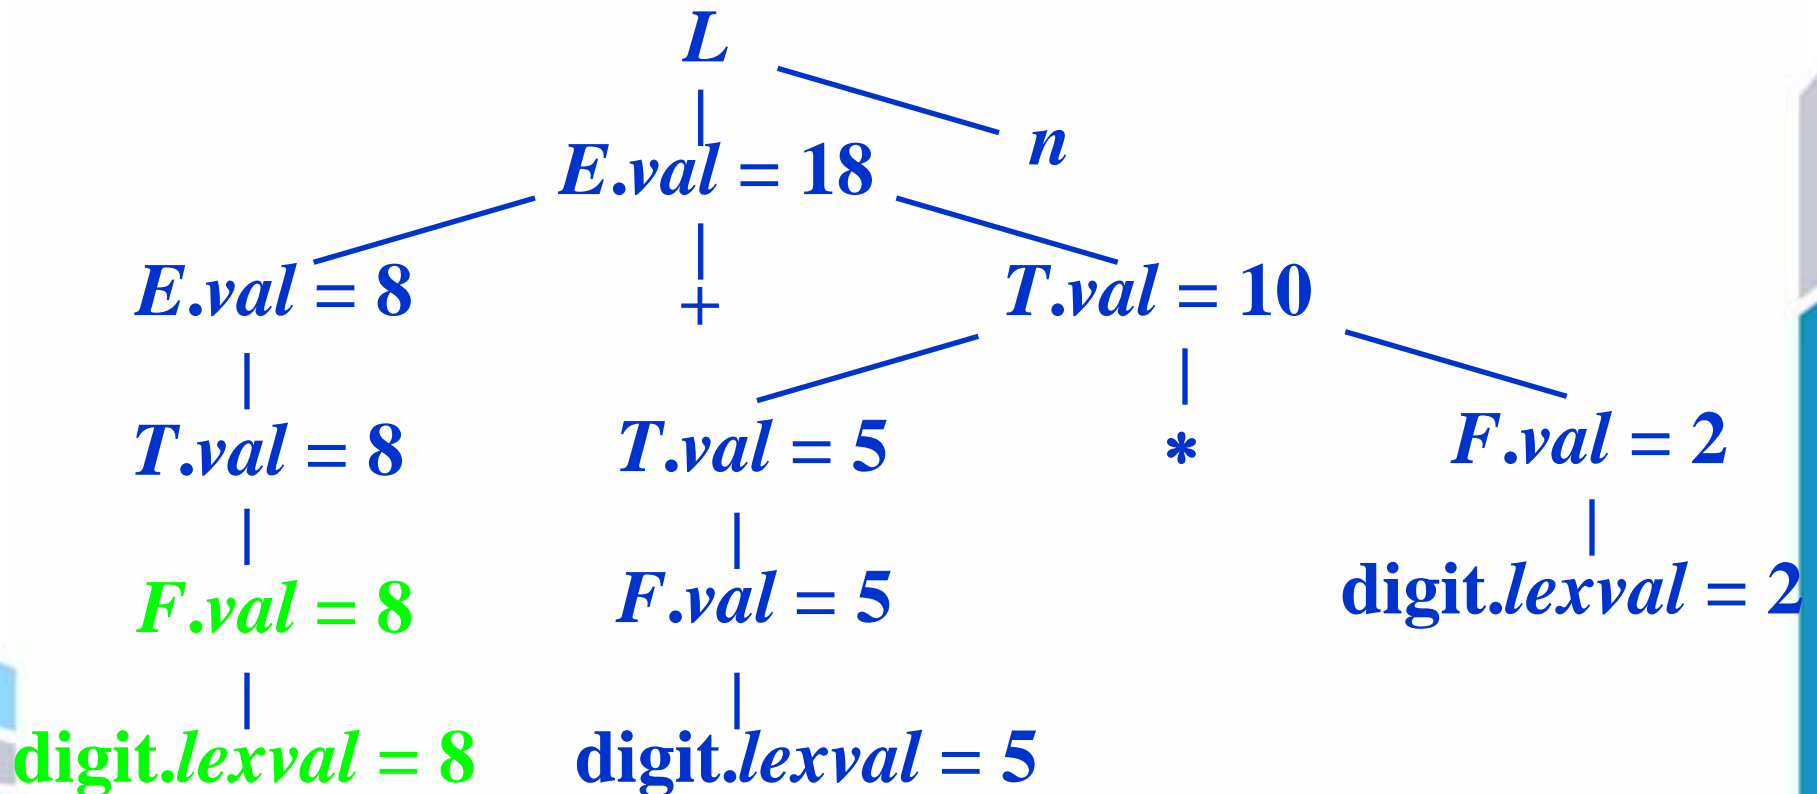 L
n
E.val = 18
E.val = 8
+
T.val = 10
T.val = 8
T.val = 5
*
F.val = 2
F.val = 8
F.val = 5
digit.lexval = 2
digit.lexval = 8
digit.lexval = 5